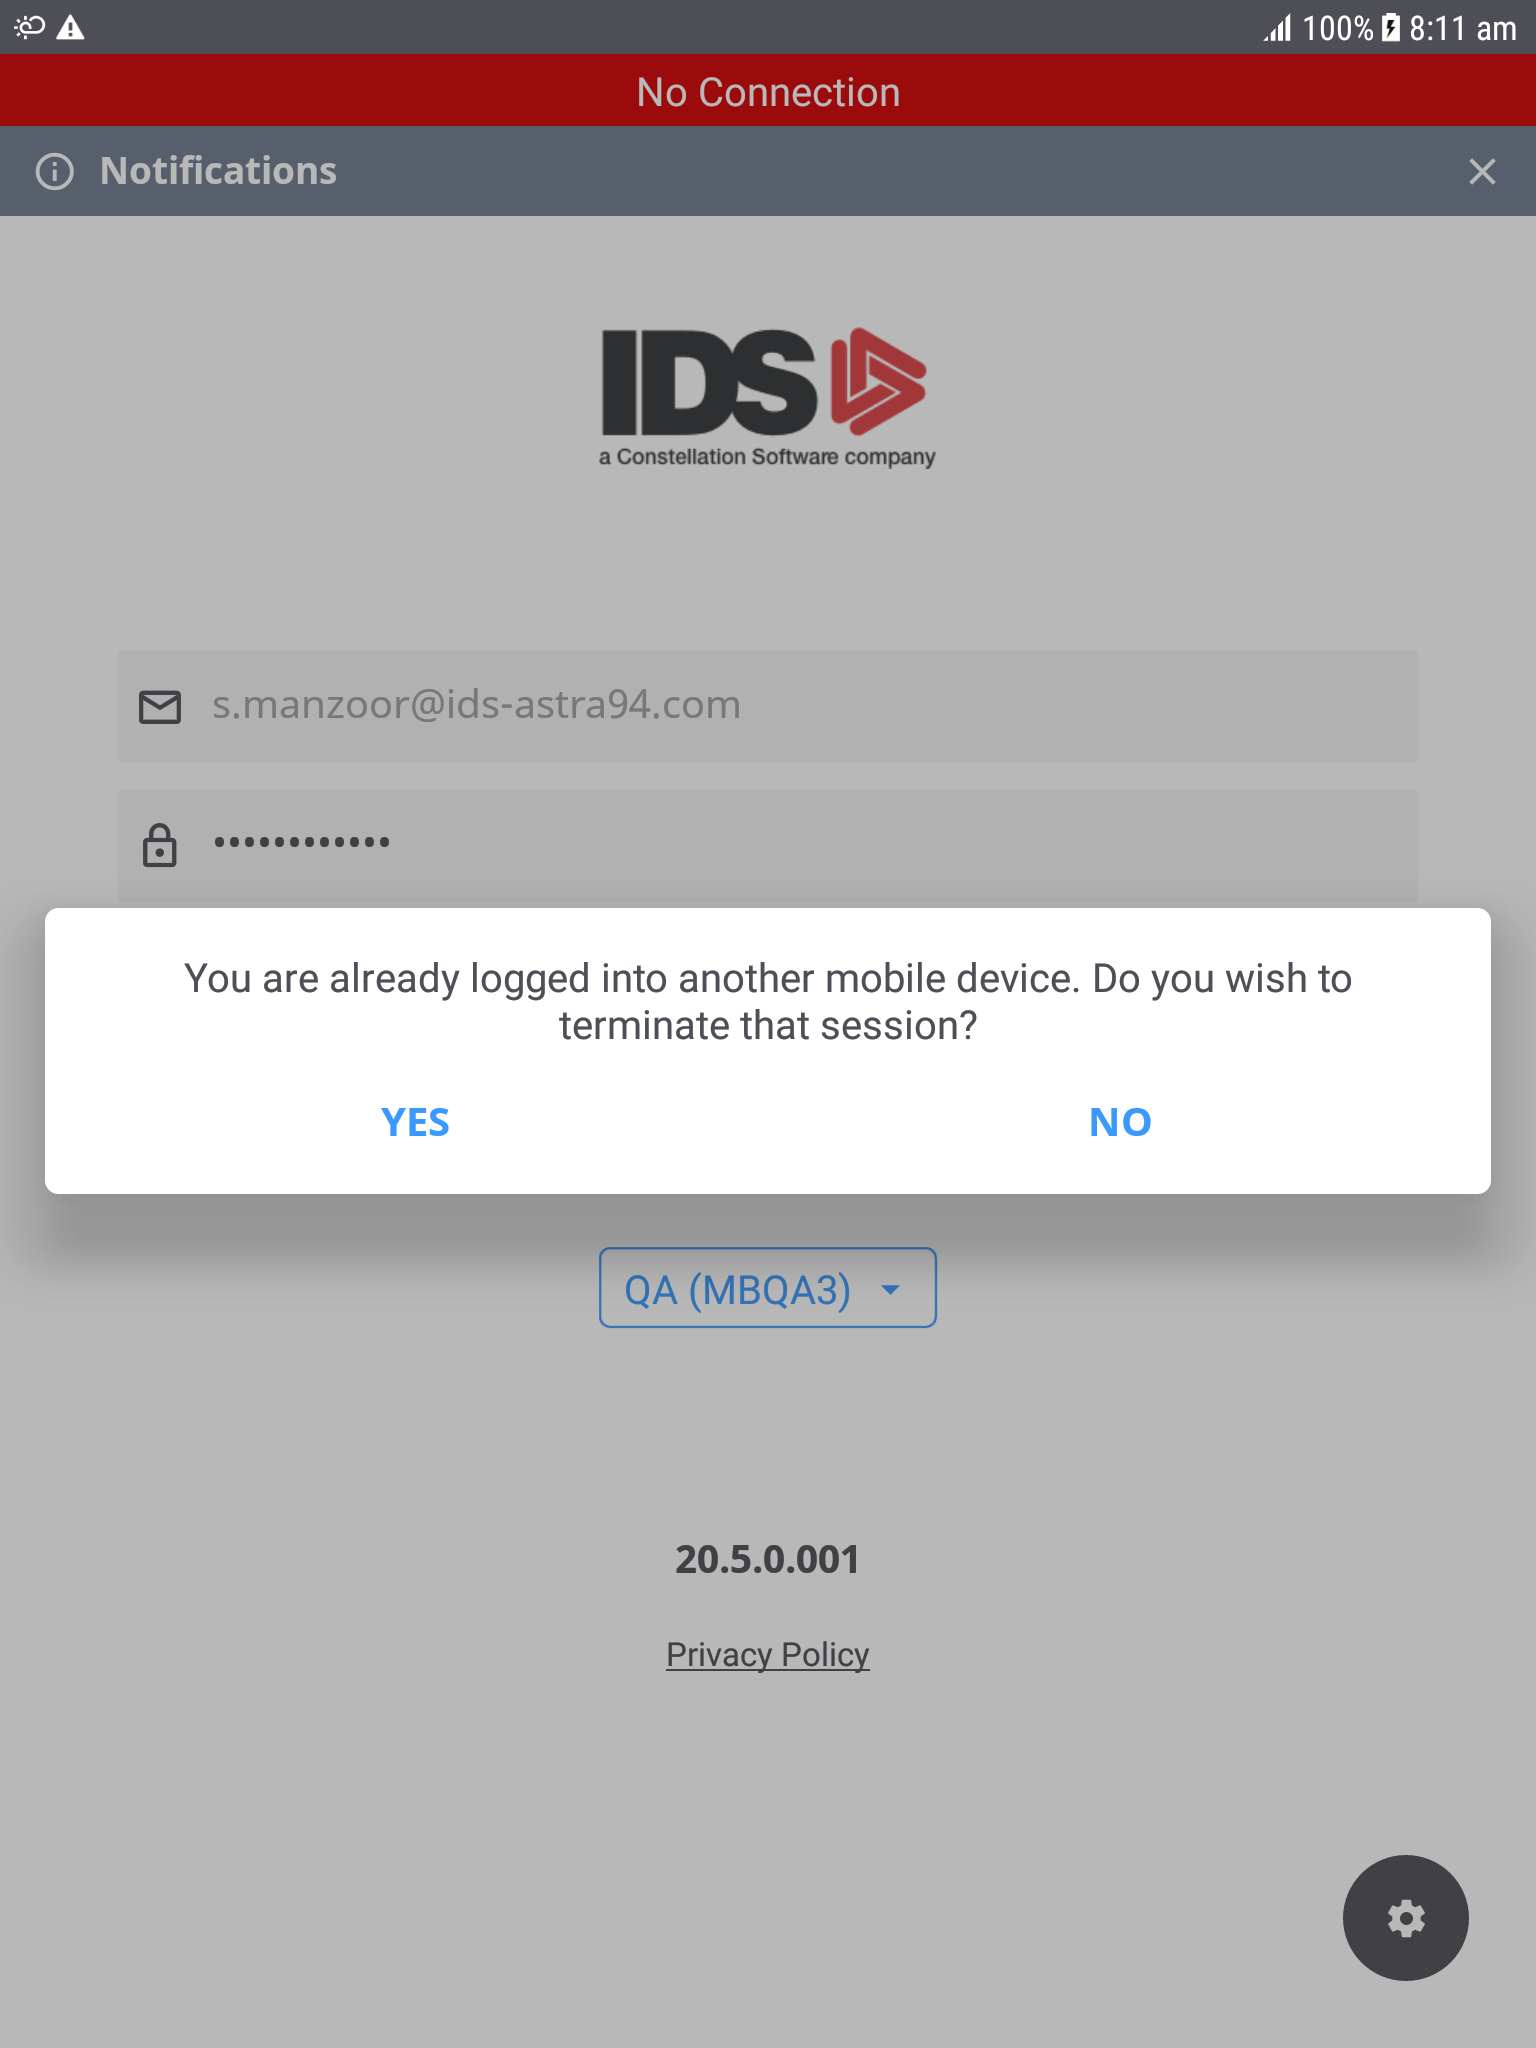 100% 8:11 am
No Connection
Notifications
IDS
a Constellation Software company
s.manzoor@ids-astra94.com
••••••••••••
You are already logged into another mobile device. Do you wish to
terminate that session?
YES NO
QA (MBQA3)
20.5.0.001
Privacy Policy